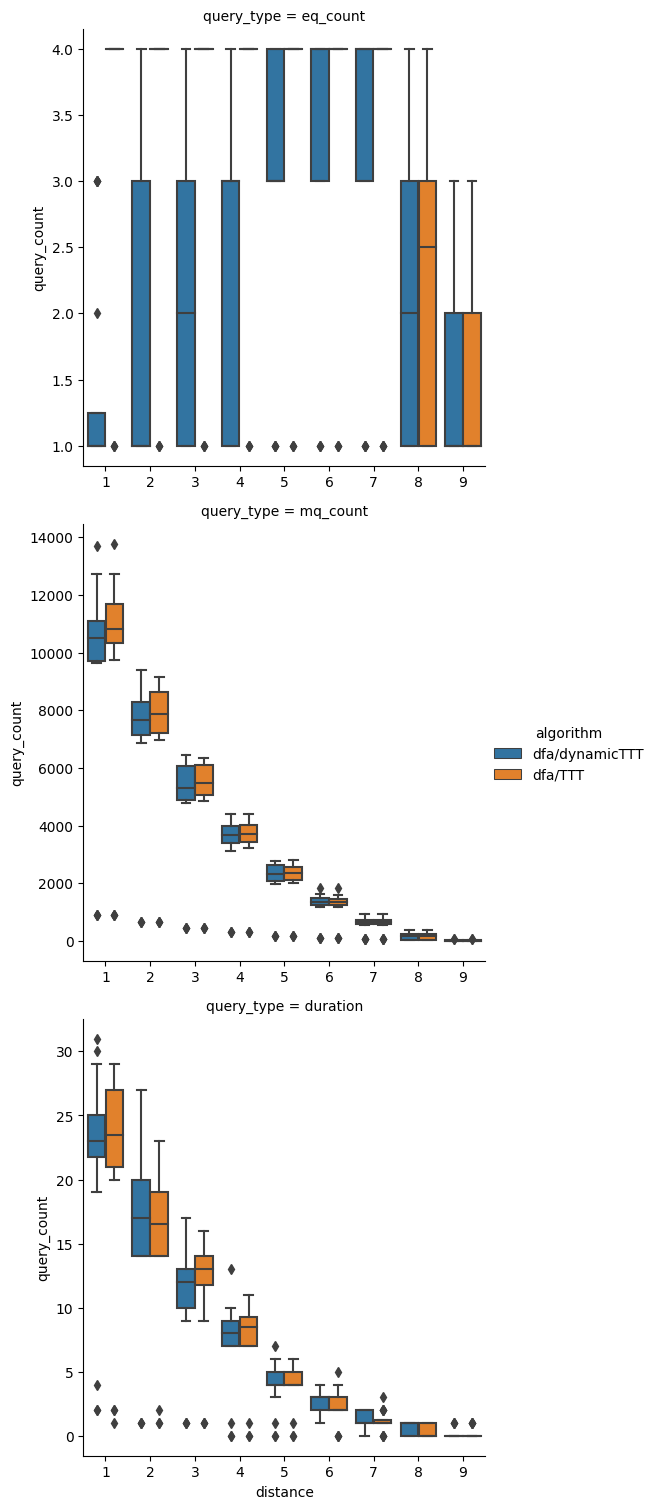 query_type = eq_count
4.0
3.5
3.0
2.5
2.0
1.5
1.0
query_count
1 2 3 4 5 6 7 8 9
query_type = mq_count
14000
12000
10000
8000
6000
4000
2000
0
query_count
1 2 3 4 5 6 7 8 9
algorithm
dfa/dynamicTTT
dfa/TTT
query_type = duration
30
25
20
15
10
5
0
query_count
1 2 3 4 5 6 7 8 9
distance